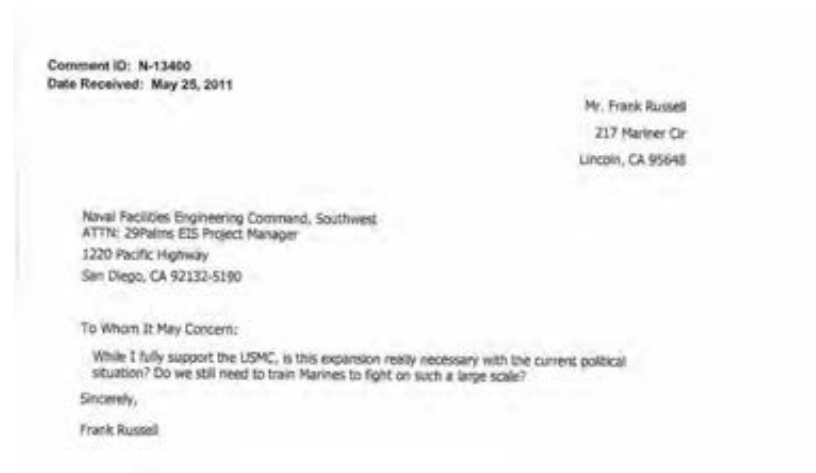 Comment ID: N-13400
Date Received: May 25, 2011
Mr. Frank Russell
217 Mariner Cir
Lincoln, CA 95648
Naval Facilities Engineering Command, Southwest
ATTN: 29Palms EIS Project Manager
1220 Pacific Highway
San Diego, CA 92132-5190
To Whom It May Concern:
While I fully support the USMC, is this expansion really necessary with the current political
situation? Do we still need to train Marines to fight on such a large scale?
Sincerely,
Frank Russell